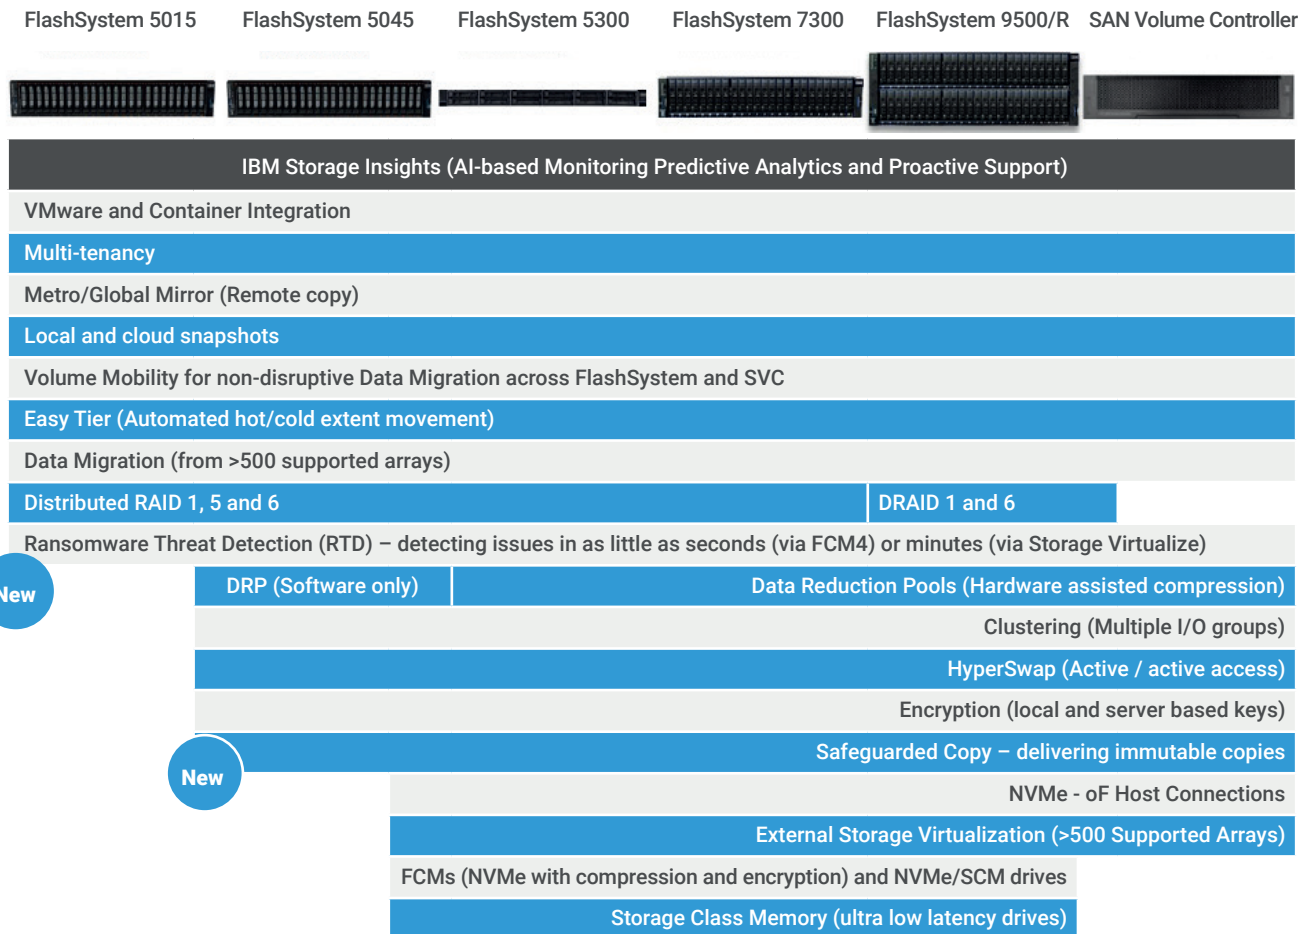 FlashSystem 5015
FlashSystem 5045
FlashSystem 5300
FlashSystem 7300
FlashSystem 9500/R
SAN Volume Controller
IBM Storage Insights (AI-based Monitoring Predictive Analytics and Proactive Support)
VMware and Container Integration
Multi-tenancy
Metro/Global Mirror (Remote copy)
Local and cloud snapshots
Volume Mobility for non-disruptive Data Migration across FlashSystem and SVC
Easy Tier (Automated hot/cold extent movement)
Data Migration (from >500 supported arrays)
Distributed RAID 1, 5 and 6
DRAID 1 and 6
Ransomware Threat Detection (RTD) – detecting issues in as little as seconds (via FCM4) or minutes (via Storage Virtualize)
New
DRP (Software only)
Data Reduction Pools (Hardware assisted compression)
Clustering (Multiple I/O groups)
HyperSwap (Active / active access)
Encryption (local and server based keys)
Safeguarded Copy – delivering immutable copies
New
NVMe - oF Host Connections
External Storage Virtualization (>500 Supported Arrays)
FCMs (NVMe with compression and encryption) and NVMe/SCM drives
Storage Class Memory (ultra low latency drives)